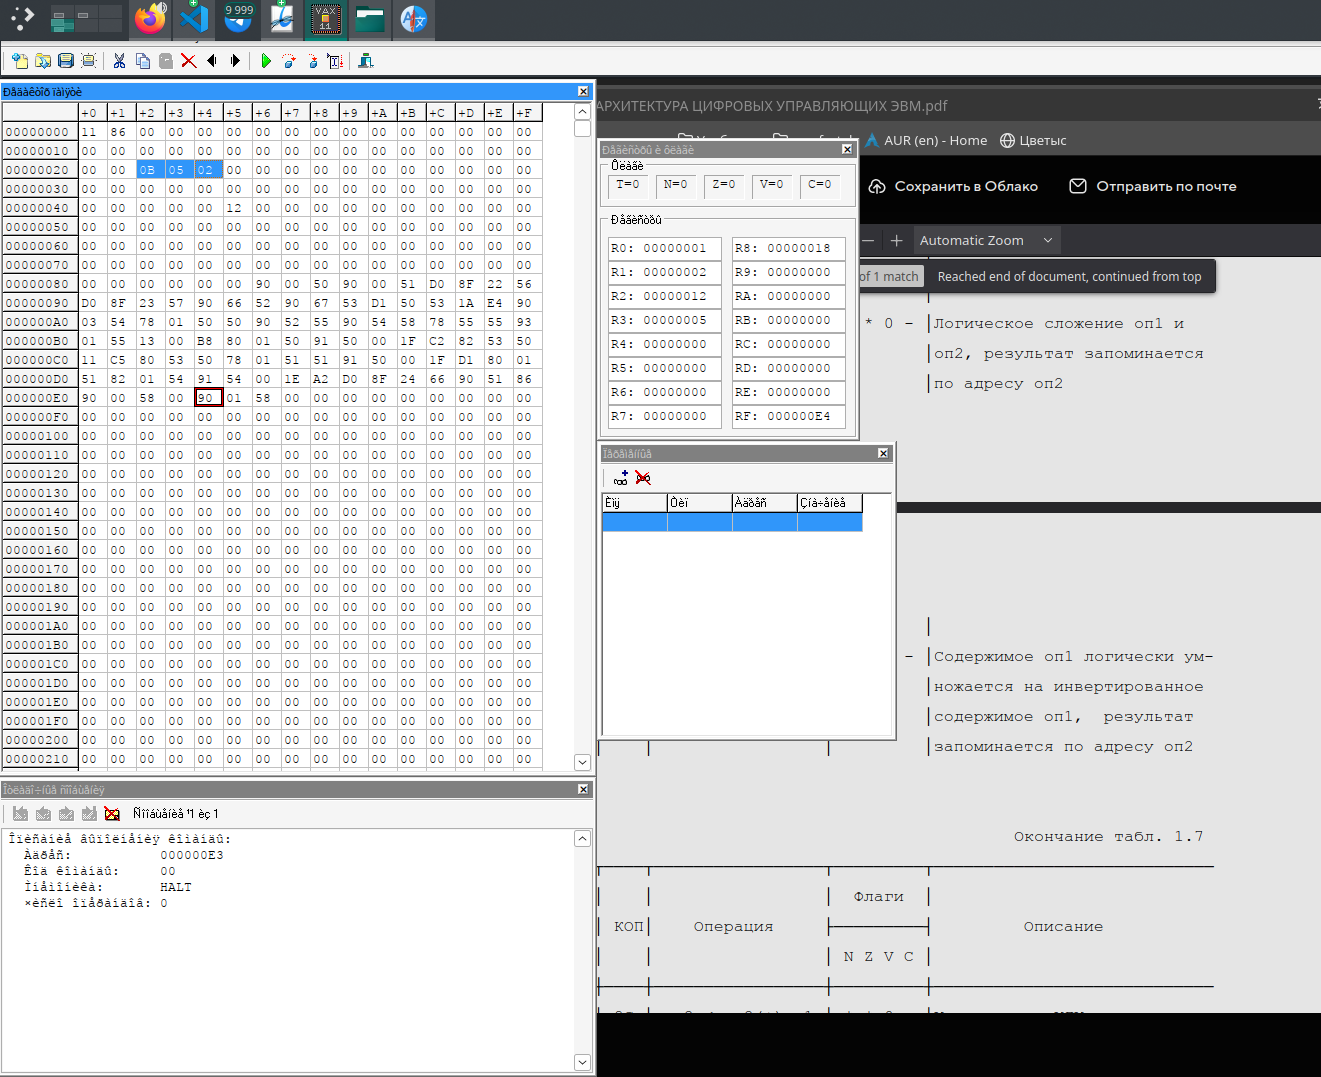 9 999
VAX
11
Ðåäàêòîð ïàìÿòè
+0 +1 +2 +3 +4 +5 +6 +7 +8 +9 +A +B +C +D +E +F
00000000 11 86 00 00 00 00 00 00 00 00 00 00 00 00 00 00
00000010 00 00 00 00 00 00 00 00 00 00 00 00 00 00 00 00
00000020 00 00 0B 05 02 00 00 00 00 00 00 00 00 00 00 00
00000030 00 00 00 00 00 00 00 00 00 00 00 00 00 00 00 00
00000040 00 00 00 00 00 12 00 00 00 00 00 00 00 00 00 00
00000050 00 00 00 00 00 00 00 00 00 00 00 00 00 00 00 00
00000060 00 00 00 00 00 00 00 00 00 00 00 00 00 00 00 00
00000070 00 00 00 00 00 00 00 00 00 00 00 00 00 00 00 00
00000080 00 00 00 00 00 00 90 00 50 90 00 51 D0 8F 22 56
00000090 D0 8F 23 57 90 66 52 90 67 53 D1 50 53 1A E4 90
000000A0 03 54 78 01 50 50 90 52 55 90 54 58 78 55 55 93
000000B0 01 55 13 00 B8 80 01 50 91 50 00 1F C2 82 53 50
000000C0 11 C5 80 53 50 78 01 51 51 91 50 00 1F D1 80 01
000000D0 51 82 01 54 91 54 00 1E A2 D0 8F 24 66 90 51 86
000000E0 90 00 58 00 90 01 58 00 00 00 00 00 00 00 00 00
000000F0 00 00 00 00 00 00 00 00 00 00 00 00 00 00 00 00
00000100 00 00 00 00 00 00 00 00 00 00 00 00 00 00 00 00
00000110 00 00 00 00 00 00 00 00 00 00 00 00 00 00 00 00
00000120 00 00 00 00 00 00 00 00 00 00 00 00 00 00 00 00
00000130 00 00 00 00 00 00 00 00 00 00 00 00 00 00 00 00
00000140 00 00 00 00 00 00 00 00 00 00 00 00 00 00 00 00
00000150 00 00 00 00 00 00 00 00 00 00 00 00 00 00 00 00
00000160 00 00 00 00 00 00 00 00 00 00 00 00 00 00 00 00
00000170 00 00 00 00 00 00 00 00 00 00 00 00 00 00 00 00
00000180 00 00 00 00 00 00 00 00 00 00 00 00 00 00 00 00
00000190 00 00 00 00 00 00 00 00 00 00 00 00 00 00 00 00
000001A0 00 00 00 00 00 00 00 00 00 00 00 00 00 00 00 00
000001B0 00 00 00 00 00 00 00 00 00 00 00 00 00 00 00 00
000001C0 00 00 00 00 00 00 00 00 00 00 00 00 00 00 00 00
000001D0 00 00 00 00 00 00 00 00 00 00 00 00 00 00 00 00
000001E0 00 00 00 00 00 00 00 00 00 00 00 00 00 00 00 00
000001F0 00 00 00 00 00 00 00 00 00 00 00 00 00 00 00 00
00000200 00 00 00 00 00 00 00 00 00 00 00 00 00 00 00 00
00000210 00 00 00 00 00 00 00 00 00 00 00 00 00 00 00 00
Ðåãèñòðû è ôëàãè
Ôëàãè
T=0 N=0 Z=0 V=0 C=0
Ðåãèñòðû
R0: 00000001 R8: 00000018
R1: 00000002 R9: 00000000
R2: 00000012 RA: 00000000
R3: 00000005 RB: 00000000
R4: 00000000 RC: 00000000
R5: 00000000 RD: 00000000
R6: 00000000 RE: 00000000
R7: 00000000 RF: 000000E4
Ïåðåìåííûå
Èìÿ Òèï Àäðåñ Çíà÷åíèå
Îòëàäî÷íûå ñîîáùåíèÿ
Ñîîáùåíèå ¹1 èç 1
Îïèñàíèå âûïîëíåíèÿ êîìàíäû:
Àäðåñ: 000000E3
Êîä êîìàíäû: 00
Ìíåìîíèêà: HALT
×èñëî îïåðàíäîâ: 0
АРХИТЕКТУРА ЦИФРОВЫХ УПРАВЛЯЮЩИХ ЭВМ.pdf
AUR (en) - Home Цветыс
Сохранить в Облако Отправить по почте
Automatic Zoom
of 1 match Reached end of document, continued from top
* 0 - Логическое сложение оп1 и
оп2, результат запоминается
по адресу оп2
- Содержимое оп1 логически ум-
ножается на инвертированное
содержимое оп1, результат
запоминается по адресу оп2
Окончание табл. 1.7
Флаги
КОП Операция Описание
N Z V C